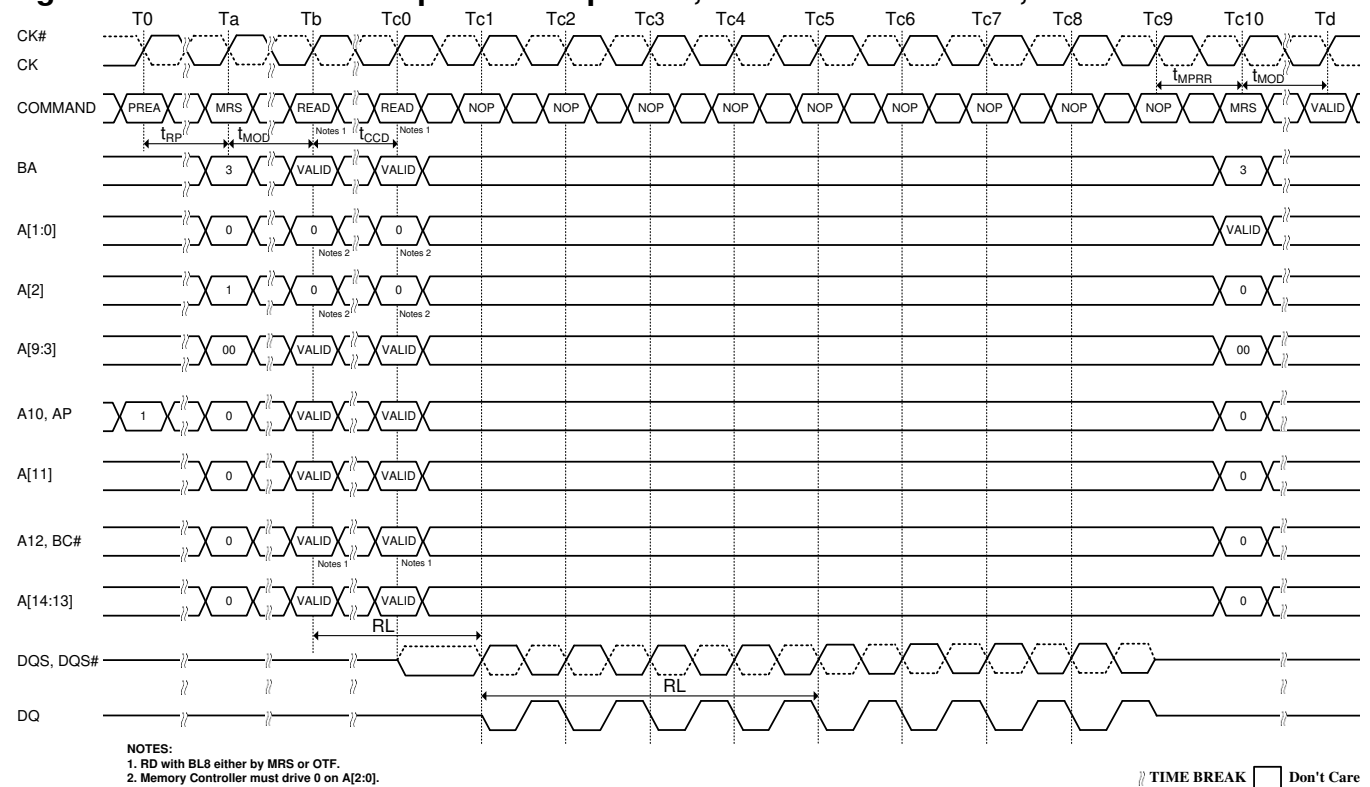 T0 Ta Tb Tc0 Tc1 Tc2 Tc3 Tc4 Tc5 Tc6 Tc7 Tc8 Tc9 Tc10 Td
CK#
CK
tMPRR tMOD
COMMAND PREA MRS READ READ NOP NOP NOP NOP NOP NOP NOP NOP NOP MRS VALID
Notes 1 Notes 1
tRP tMOD tCCD
BA 3 VALID VALID 3
A[1:0] 0 0 0 VALID
Notes 2 Notes 2
A[2] 1 0 0 0
Notes 2 Notes 2
A[9:3] 00 VALID VALID 00
A10, AP 1 0 VALID VALID 0
A[11] 0 VALID VALID 0
A12, BC# 0 VALID VALID 0
Notes 1 Notes 1
A[14:13] 0 VALID VALID 0
RL
DQS, DQS#
RL
DQ
NOTES:
1. RD with BL8 either by MRS or OTF.
2. Memory Controller must drive 0 on A[2:0].
TIME BREAK Don't Care